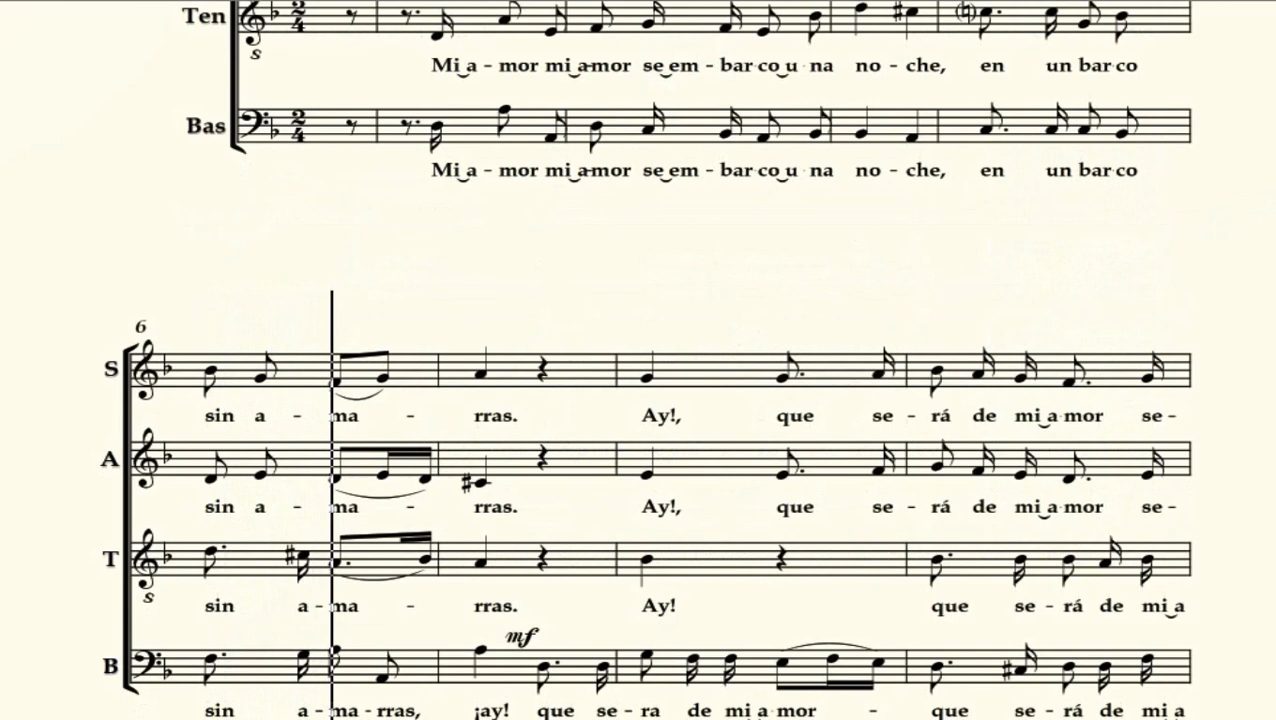 Ten
2 4
s
Mi a - mor mi a-mor se em - bar co u na no - che, en un bar co
Bas
2 4
Mi a - mor mi a-mor se em - bar co u na no - che, en un bar co
6
S
sin a - ma - rras. Ay!, que se - rá de mi a mor se -
A
sin a - ma - rras. Ay!, que se - rá de mi a mor se -
T
s
sin a - ma - rras. Ay! que se - rá de mi a
mf
B
sin a - ma - rras, ¡ay! que se - ra de mi a mor - que se - rá de mi a